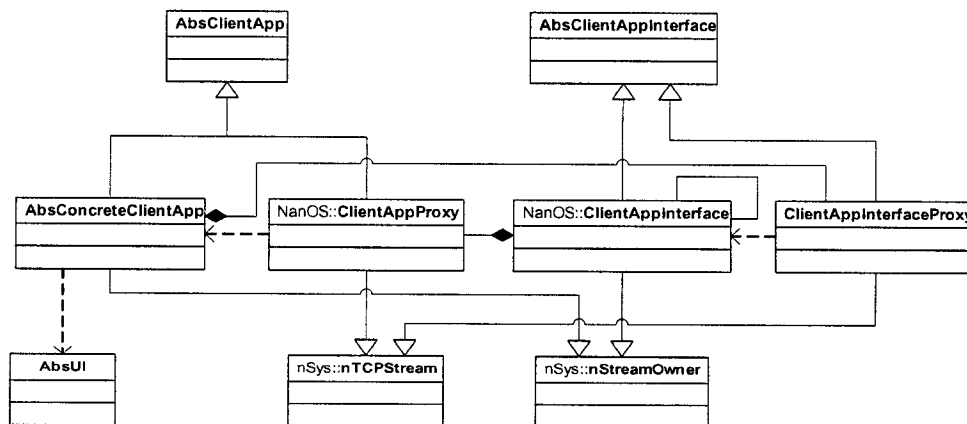 AbsClientApp
AbsClientAppInterface
AbsConcreteClientApp
NanOS::ClientAppProxy
NanOS::ClientAppInterface
ClientAppInterfaceProxy
AbsUI
nSys::nTCPStream
nSys::nStreamOwner